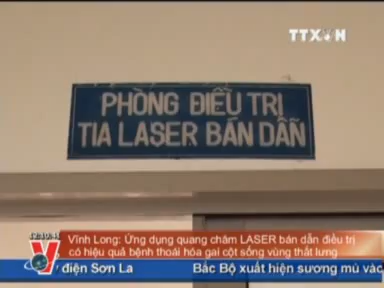 TTXVN
PHÒNG ĐIỀU TRỊ
TIA LASER BÁN DẪN
Vĩnh Long: Ứng dụng quang châm LASER bán dẫn điều trị
có hiệu quả bệnh thoái hóa gai cột sống vùng thắt lưng
điện Sơn La Bắc Bộ xuất hiện sương mù